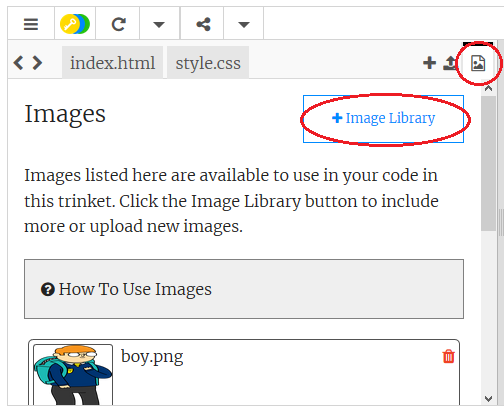 index.html style.css
Images
+ Image Library
Images listed here are available to use in your code in
this trinket. Click the Image Library button to include
more or upload new images.
? How To Use Images
boy.png